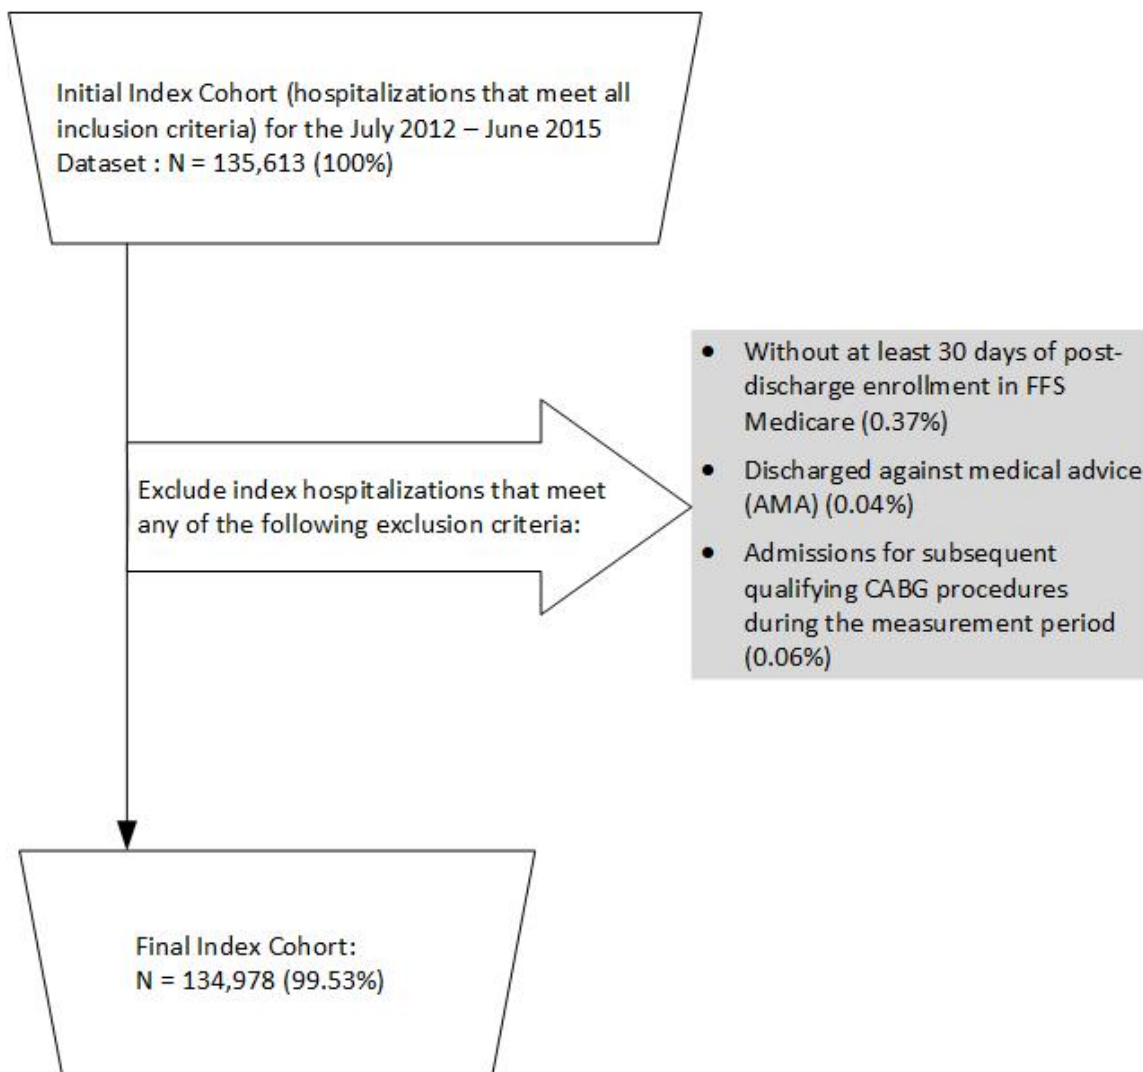 Initial Index Cohort (hospitalizations that meet all
inclusion criteria) for the July 2012 – June 2015
Dataset : N = 135,613 (100%)
• Without at least 30 days of post-
discharge enrollment in FFS
Medicare (0.37%)
• Discharged against medical advice
(AMA) (0.04%)
• Admissions for subsequent
qualifying CABG procedures
during the measurement period
(0.06%)
Exclude index hospitalizations that meet
any of the following exclusion criteria:
Final Index Cohort:
N = 134,978 (99.53%)